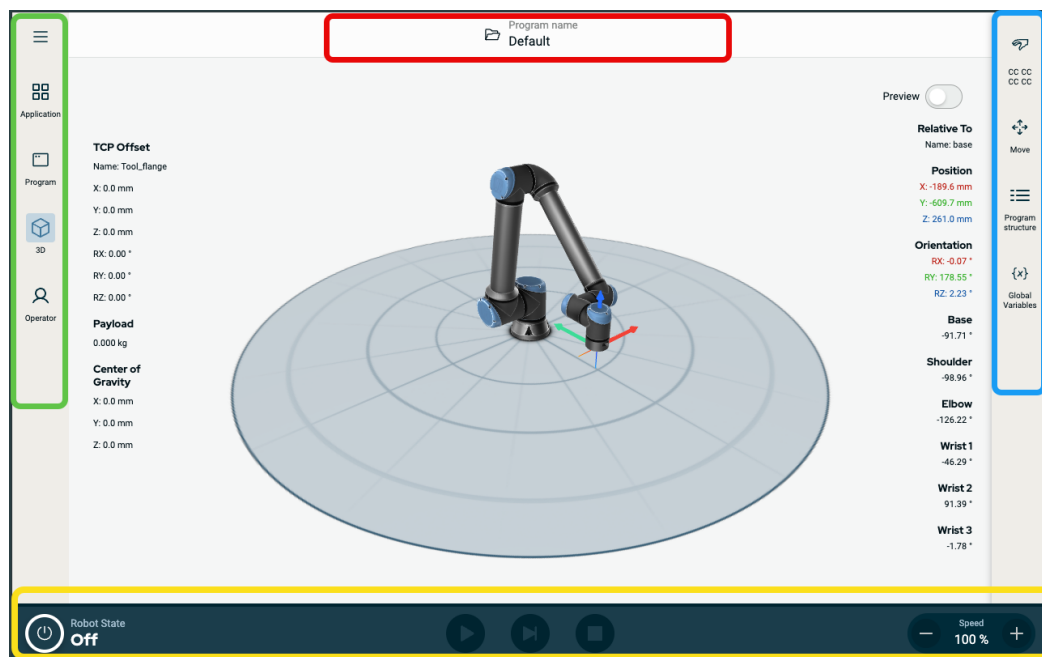 Program name
Default
Application
Program
3D
Operator
TCP Offset
Name: Tool_flange
X: 0.0 mm
Y: 0.0 mm
Z: 0.0 mm
RX: 0.00 °
RY: 0.00 °
RZ: 0.00 °
Payload
0.000 kg
Center of
Gravity
X: 0.0 mm
Y: 0.0 mm
Z: 0.0 mm
Preview
Relative To
Name: base
Position
X: -189.6 mm
Y: -609.7 mm
Z: 261.0 mm
Orientation
RX: -0.07 °
RY: 178.55 °
RZ: 2.23 °
Base
-91.71 °
Shoulder
-98.96 °
Elbow
-126.22 °
Wrist 1
-46.29 °
Wrist 2
91.39 °
Wrist 3
-1.78 °
CC CC
CC CC
Move
Program
structure
{x}
Global
Variables
Robot State
Off
Speed
100 %